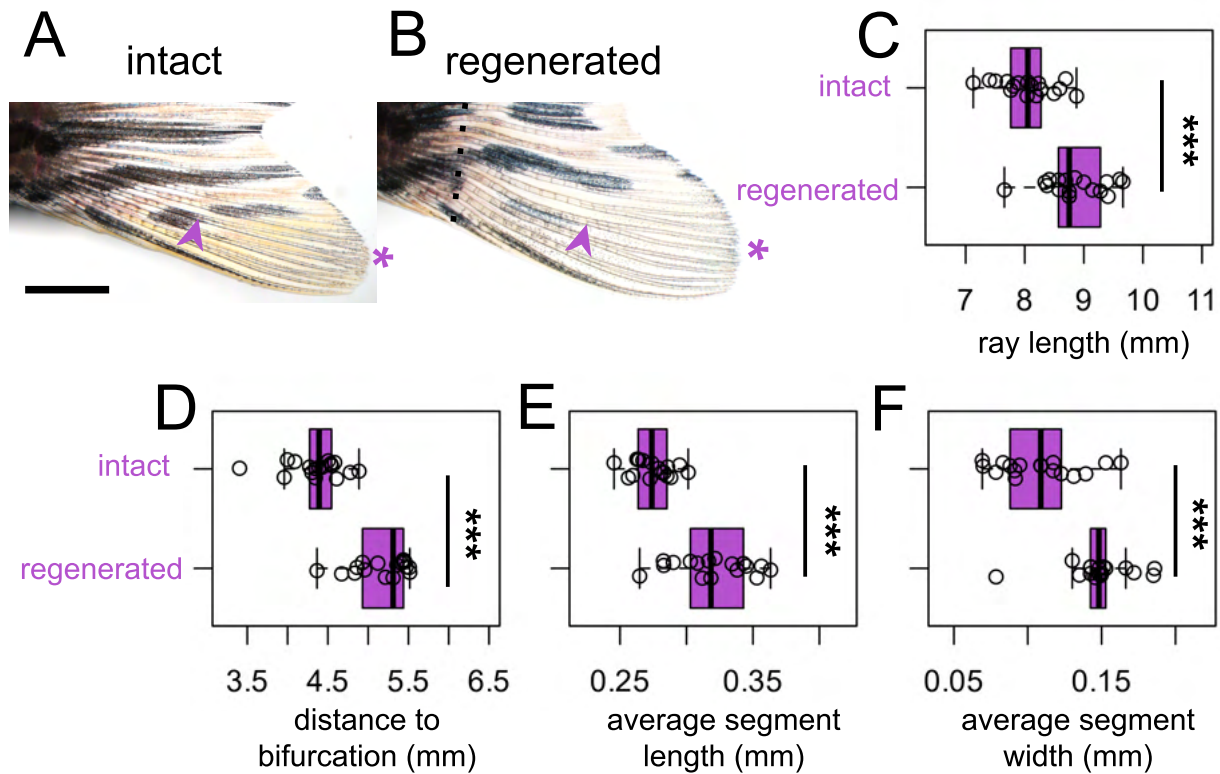 A
intact
B
regenerated
*
*
C
intact
regenerated
***
7 8 9 10 11
ray length (mm)
D
intact
regenerated
***
3.5 4.5 5.5 6.5
distance to
bifurcation (mm)
E
***
0.25 0.35
average segment
length (mm)
F
***
0.05 0.15
average segment
width (mm)